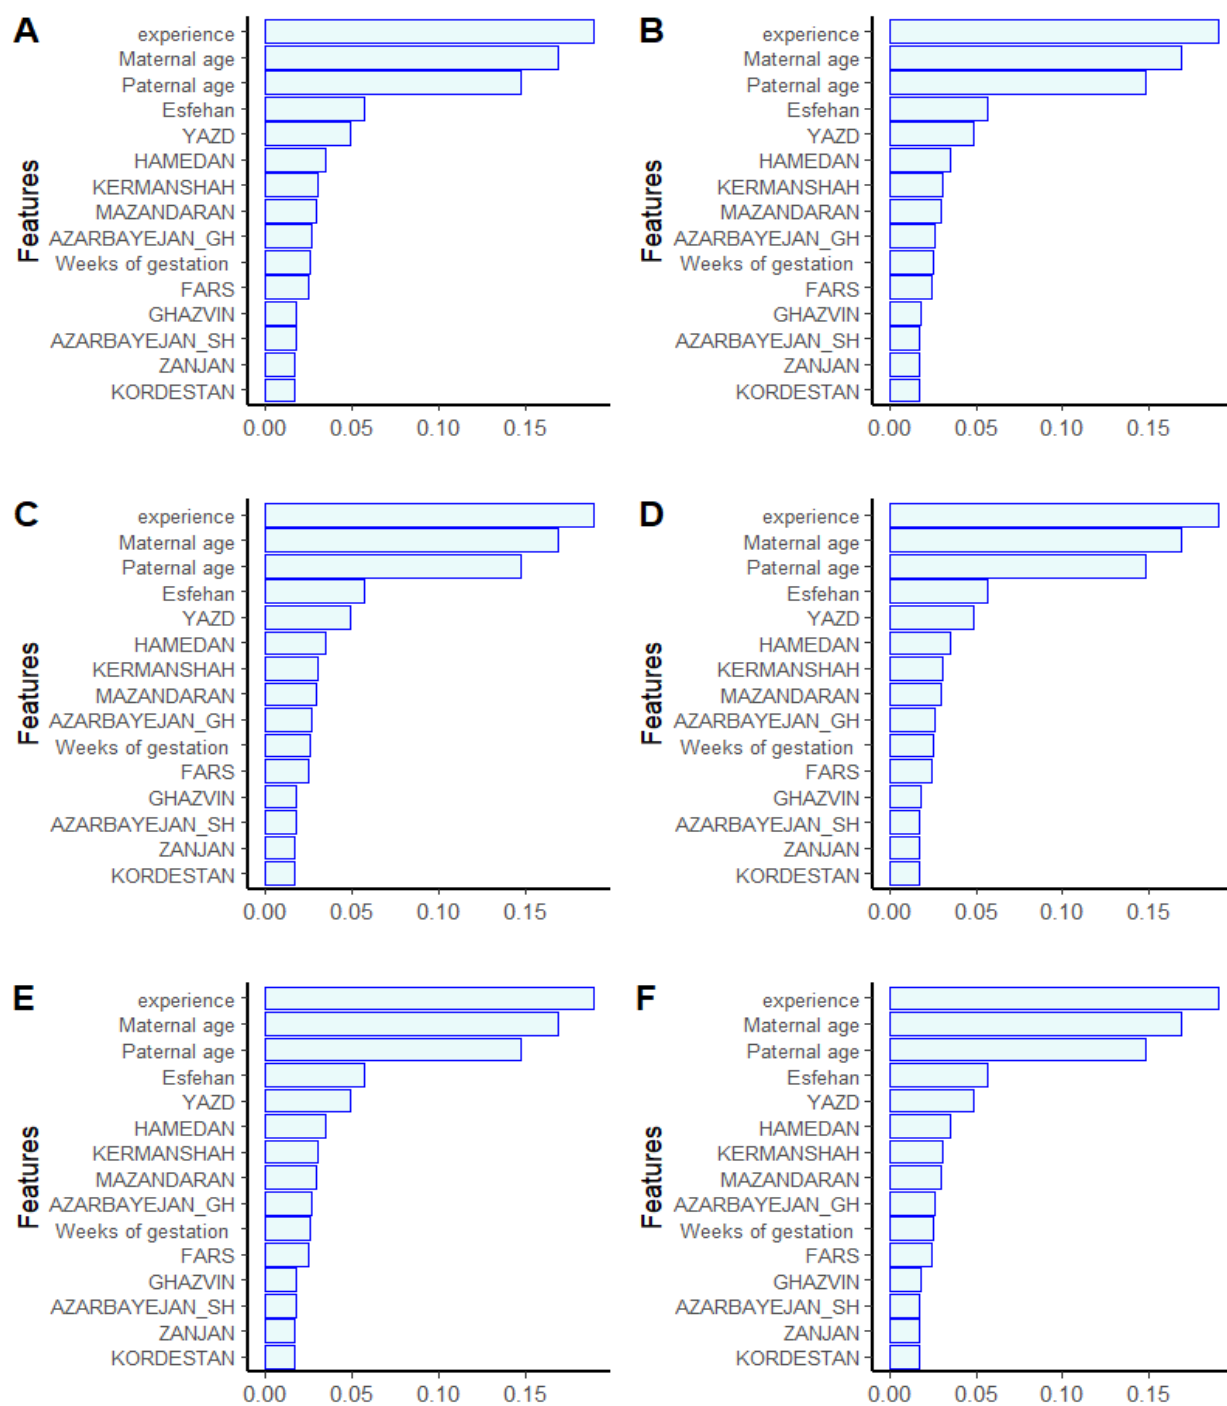 A
experience
Maternal age
Paternal age
Esfehan
YAZD
HAMEDAN
KERMANSHAH
MAZANDARAN
AZARBAYEJAN_GH
Weeks of gestation
FARS
GHAZVIN
AZARBAYEJAN_SH
ZANJAN
KORDESTAN
Features
0.00 0.05 0.10 0.15
B
experience
Maternal age
Paternal age
Esfehan
YAZD
HAMEDAN
KERMANSHAH
MAZANDARAN
AZARBAYEJAN_GH
Weeks of gestation
FARS
GHAZVIN
AZARBAYEJAN_SH
ZANJAN
KORDESTAN
Features
0.00 0.05 0.10 0.15
C
experience
Maternal age
Paternal age
Esfehan
YAZD
HAMEDAN
KERMANSHAH
MAZANDARAN
AZARBAYEJAN_GH
Weeks of gestation
FARS
GHAZVIN
AZARBAYEJAN_SH
ZANJAN
KORDESTAN
Features
0.00 0.05 0.10 0.15
D
experience
Maternal age
Paternal age
Esfehan
YAZD
HAMEDAN
KERMANSHAH
MAZANDARAN
AZARBAYEJAN_GH
Weeks of gestation
FARS
GHAZVIN
AZARBAYEJAN_SH
ZANJAN
KORDESTAN
Features
0.00 0.05 0.10 0.15
E
experience
Maternal age
Paternal age
Esfehan
YAZD
HAMEDAN
KERMANSHAH
MAZANDARAN
AZARBAYEJAN_GH
Weeks of gestation
FARS
GHAZVIN
AZARBAYEJAN_SH
ZANJAN
KORDESTAN
Features
0.00 0.05 0.10 0.15
F
experience
Maternal age
Paternal age
Esfehan
YAZD
HAMEDAN
KERMANSHAH
MAZANDARAN
AZARBAYEJAN_GH
Weeks of gestation
FARS
GHAZVIN
AZARBAYEJAN_SH
ZANJAN
KORDESTAN
Features
0.00 0.05 0.10 0.15